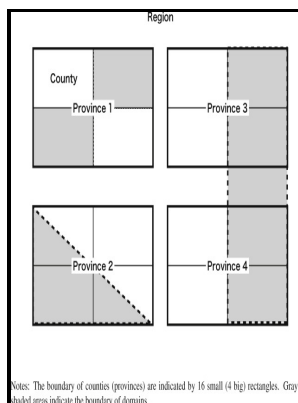 Region
County
Province 1
Province 3
Province 2
Province 4
Notes: The boundary of counties (provinces) are indicated by 16 small (4 big) rectangles. Gray
shaded areas indicate the boundary of domains.